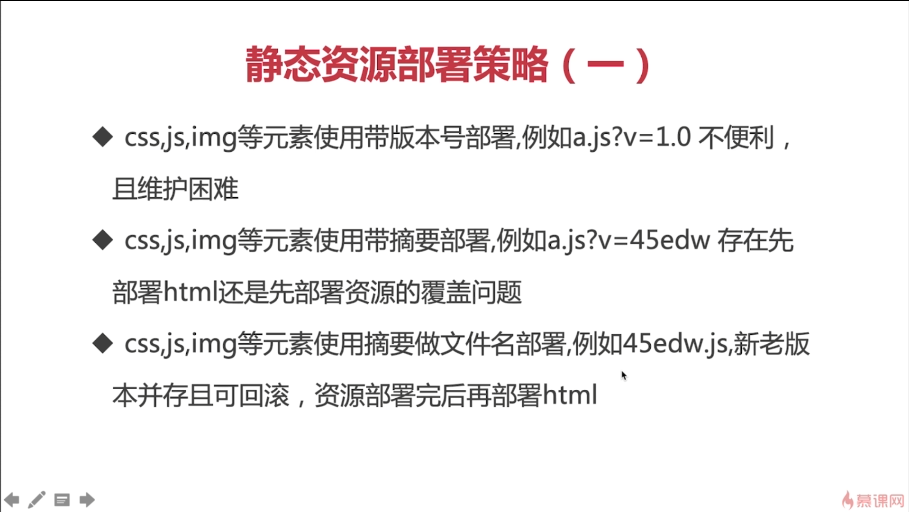 静态资源部署策略（一）
◆ css,js,img等元素使用带版本号部署,例如a.js?v=1.0 不便利，
且维护困难
◆ css,js,img等元素使用带摘要部署,例如a.js?v=45edw 存在先
部署html还是先部署资源的覆盖问题
◆ css,js,img等元素使用摘要做文件名部署,例如45edw.js,新老版
本并存且可回滚，资源部署完后再部署html
慕课网